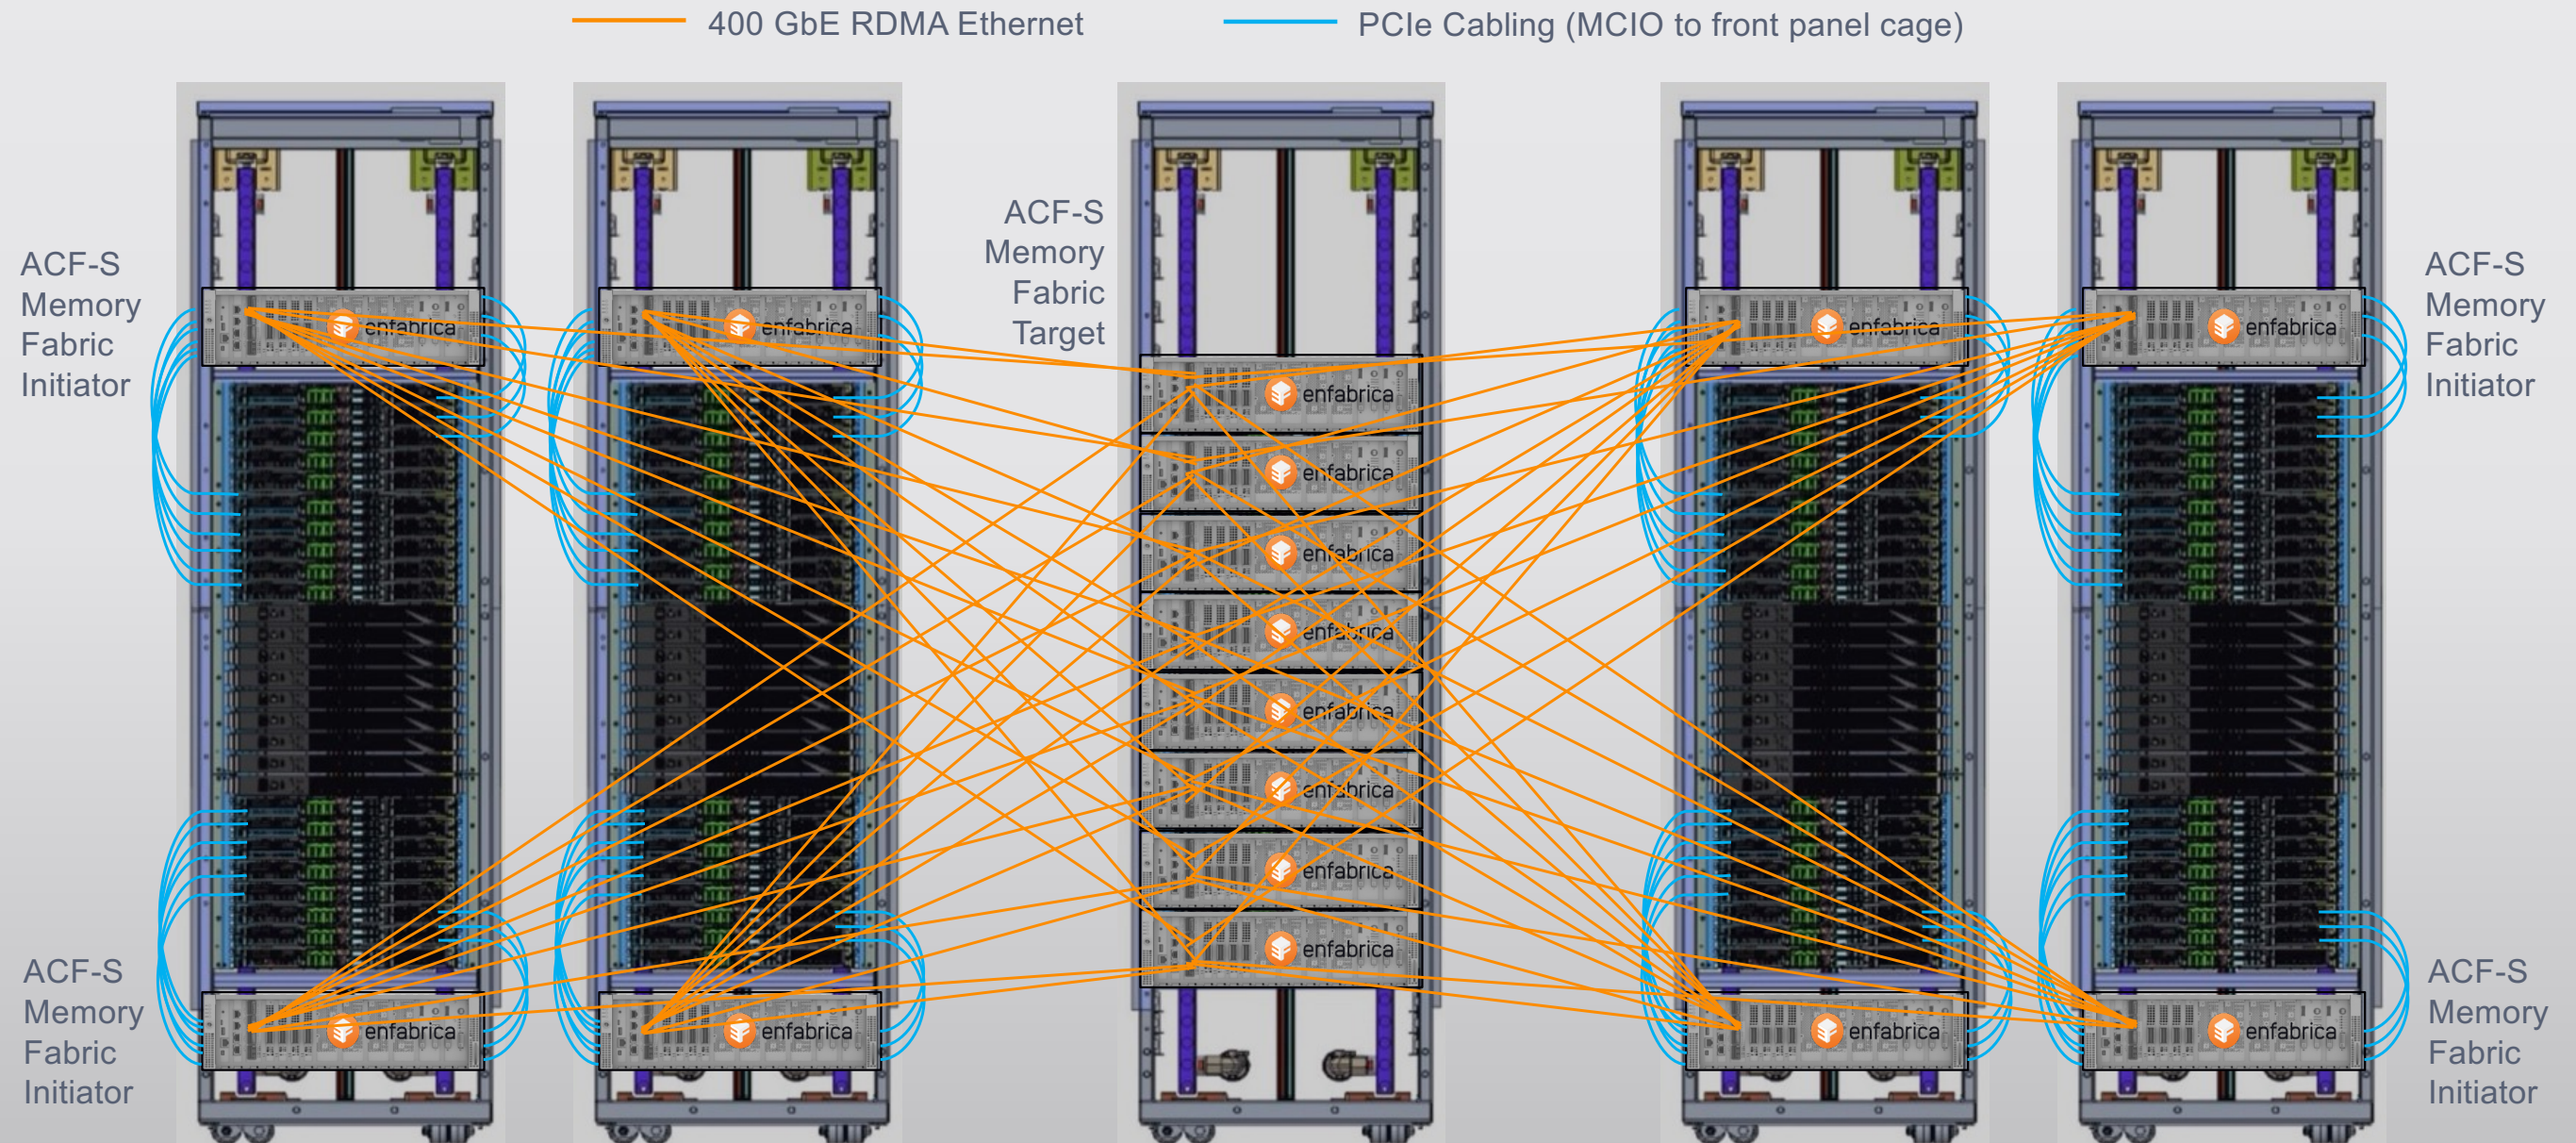 400 GbE RDMA Ethernet
PCIe Cabling (MCIO to front panel cage)
ACF-S
Memory
Fabric
Initiator
ACF-S
Memory
Fabric
Target
ACF-S
Memory
Fabric
Initiator
enfabrica
enfabrica
enfabrica
enfabrica
enfabrica
enfabrica
enfabrica
enfabrica
enfabrica
enfabrica
enfabrica
enfabrica
ACF-S
Memory
Fabric
Initiator
enfabrica
enfabrica
enfabrica
enfabrica
ACF-S
Memory
Fabric
Initiator